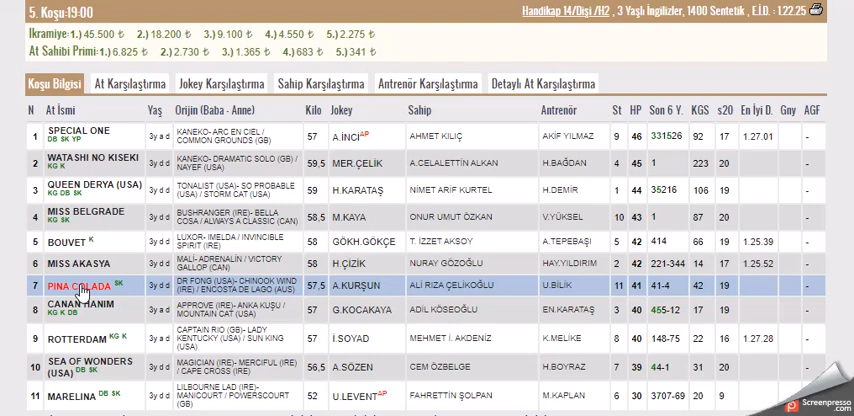 5. Koşu:19.00 Handikap 14/Dişi /H2 , 3 Yaşlı İngilizler, 1400 Sentetik , E.İ.D. : 1.22.25
İkramiye: 1.) 45.500 ₺ 2.) 18.200 ₺ 3.) 9.100 ₺ 4.) 4.550 ₺ 5.) 2.275 ₺
At Sahibi Primi: 1.) 6.825 ₺ 2.) 2.730 ₺ 3.) 1.365 ₺ 4.) 683 ₺ 5.) 341 ₺
Koşu Bilgisi At Karşılaştırma Jokey Karşılaştırma Sahip Karşılaştırma Antrenör Karşılaştırma Detaylı At Karşılaştırma
N At İsmi Yaş Orijin (Baba - Anne) Kilo Jokey Sahip Antrenör St HP Son 6 Y. KGS s20 En İyi D. Gny AGF
1 SPECIAL ONE DB SK YP 3y a d KANEKO- ARC EN CIEL / COMMON GROUNDS (GB) 57 A.İNCİ AP AHMET KILIÇ AKİF YILMAZ 9 46 331526 92 17 1.27.01 -
2 WATASHI NO KISEKI KG K 3y a d KANEKO- DRAMATIC SOLO (GB) / NAYEF (USA) 59,5 MER.ÇELİK A.CELALETTİN ALKAN H.BAĞDAN 4 45 1 223 20 -
3 QUEEN DERYA (USA) KG DB SK 3y d d TONALIST (USA)- SO PROBABLE (USA) / STORM CAT (USA) 59 H.KARATAŞ NİMET ARİF KURTEL H.DEMİR 1 44 35216 106 19 -
4 MISS BELGRADE KG SK 3y d d BUSHRANGER (IRE)- BELLA COSA / ALWAYS A CLASSIC (CAN) 58,5 M.KAYA ONUR UMUT ÖZKAN V.YÜKSEL 10 43 1 87 20 -
5 BOUVET K 3y d d LUXOR- IMELDA / INVINCIBLE SPIRIT (IRE) 58 GÖKH.GÖKÇE T. İZZET AKSOY A.TEPEBAŞI 5 42 414 66 19 1.25.39 -
6 MISS AKASYA 3y d d MALİ- ADRENALİN / VICTORY GALLOP (CAN) 58 H.ÇİZİK NURAY GÖZOĞLU HAY.YILDIRIM 2 42 221-344 14 17 1.25.52 -
7 PINA COLADA SK 3y d d DR FONG (USA)- CHINOOK WIND (IRE) / ENCOSTA DE LAGO (AUS) 57,5 A.KURŞUN ALİ RIZA ÇELİKOĞLU U.BİLİK 11 41 41-4 42 19 -
8 CANAN HANIM KG K DB 3y d d APPROVE (IRE)- ANKA KUŞU / MOUNTAIN CAT (USA) 57 G.KOCAKAYA ADİL KÖSEOĞLU EN.KARATAŞ 3 40 455-12 17 19 -
9 ROTTERDAM KG K 3y d d CAPTAIN RIO (GB)- LADY KENTUCKY (USA) / SUN KING (USA) 57 İ.SOYAD MEHMET İ. AKDENİZ K.MELİKE 8 40 148-75 22 16 1.27.28 -
10 SEA OF WONDERS (USA) DB SK 3y d d MAGICIAN (IRE)- MERCIFUL (IRE) / CAPE CROSS (IRE) 56,5 A.SÖZEN CEM ÖZBELGE H.BOYRAZ 7 39 44-1 31 20
11 MARELINA DB SK 3y d d LILBOURNE LAD (IRE)- MANICOURT / POWERSCOURT (GB) 52 U.LEVENT AP FAHRETTİN ŞOLPAN M.KAPLAN 6 30 3707-69 20 9
Screenpresso
.com